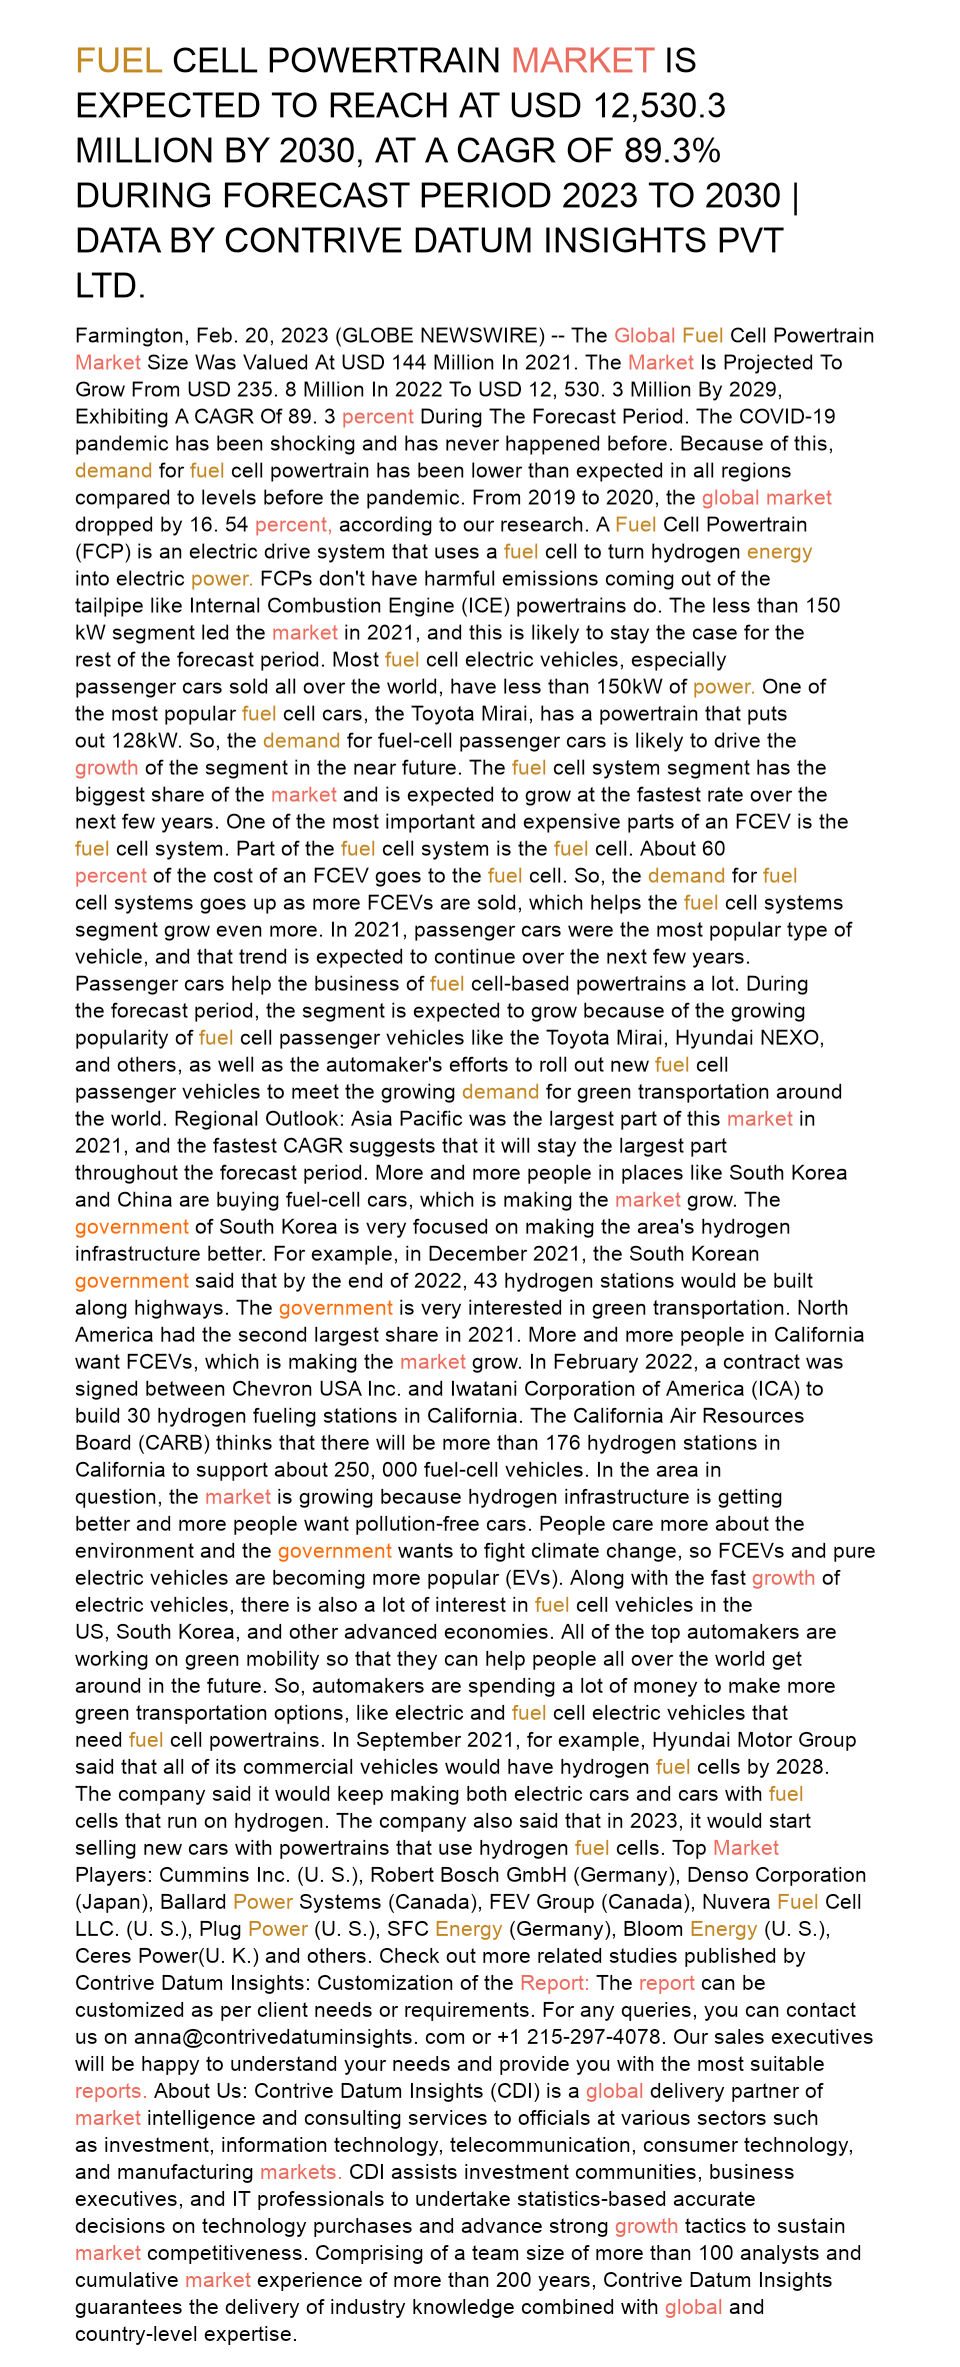 FUEL CELL POWERTRAIN MARKET IS
EXPECTED TO REACH AT USD 12,530.3
MILLION BY 2030, AT A CAGR OF 89.3%
DURING FORECAST PERIOD 2023 TO 2030 |
DATA BY CONTRIVE DATUM INSIGHTS PVT
LTD.
Farmington, Feb. 20, 2023 (GLOBE NEWSWIRE) -- The Global Fuel Cell Powertrain
Market Size Was Valued At USD 144 Million In 2021. The Market Is Projected To
Grow From USD 235. 8 Million In 2022 To USD 12, 530. 3 Million By 2029,
Exhibiting A CAGR Of 89. 3 percent During The Forecast Period. The COVID-19
pandemic has been shocking and has never happened before. Because of this,
demand for fuel cell powertrain has been lower than expected in all regions
compared to levels before the pandemic. From 2019 to 2020, the global market
dropped by 16. 54 percent, according to our research. A Fuel Cell Powertrain
(FCP) is an electric drive system that uses a fuel cell to turn hydrogen energy
into electric power. FCPs don't have harmful emissions coming out of the
tailpipe like Internal Combustion Engine (ICE) powertrains do. The less than 150
kW segment led the market in 2021, and this is likely to stay the case for the
rest of the forecast period. Most fuel cell electric vehicles, especially
passenger cars sold all over the world, have less than 150kW of power. One of
the most popular fuel cell cars, the Toyota Mirai, has a powertrain that puts
out 128kW. So, the demand for fuel-cell passenger cars is likely to drive the
growth of the segment in the near future. The fuel cell system segment has the
biggest share of the market and is expected to grow at the fastest rate over the
next few years. One of the most important and expensive parts of an FCEV is the
fuel cell system. Part of the fuel cell system is the fuel cell. About 60
percent of the cost of an FCEV goes to the fuel cell. So, the demand for fuel
cell systems goes up as more FCEVs are sold, which helps the fuel cell systems
segment grow even more. In 2021, passenger cars were the most popular type of
vehicle, and that trend is expected to continue over the next few years.
Passenger cars help the business of fuel cell-based powertrains a lot. During
the forecast period, the segment is expected to grow because of the growing
popularity of fuel cell passenger vehicles like the Toyota Mirai, Hyundai NEXO,
and others, as well as the automaker's efforts to roll out new fuel cell
passenger vehicles to meet the growing demand for green transportation around
the world. Regional Outlook: Asia Pacific was the largest part of this market in
2021, and the fastest CAGR suggests that it will stay the largest part
throughout the forecast period. More and more people in places like South Korea
and China are buying fuel-cell cars, which is making the market grow. The
government of South Korea is very focused on making the area's hydrogen
infrastructure better. For example, in December 2021, the South Korean
government said that by the end of 2022, 43 hydrogen stations would be built
along highways. The government is very interested in green transportation. North
America had the second largest share in 2021. More and more people in California
want FCEVs, which is making the market grow. In February 2022, a contract was
signed between Chevron USA Inc. and Iwatani Corporation of America (ICA) to
build 30 hydrogen fueling stations in California. The California Air Resources
Board (CARB) thinks that there will be more than 176 hydrogen stations in
California to support about 250, 000 fuel-cell vehicles. In the area in
question, the market is growing because hydrogen infrastructure is getting
better and more people want pollution-free cars. People care more about the
environment and the government wants to fight climate change, so FCEVs and pure
electric vehicles are becoming more popular (EVs). Along with the fast growth of
electric vehicles, there is also a lot of interest in fuel cell vehicles in the
US, South Korea, and other advanced economies. All of the top automakers are
working on green mobility so that they can help people all over the world get
around in the future. So, automakers are spending a lot of money to make more
green transportation options, like electric and fuel cell electric vehicles that
need fuel cell powertrains. In September 2021, for example, Hyundai Motor Group
said that all of its commercial vehicles would have hydrogen fuel cells by 2028.
The company said it would keep making both electric cars and cars with fuel
cells that run on hydrogen. The company also said that in 2023, it would start
selling new cars with powertrains that use hydrogen fuel cells. Top Market
Players: Cummins Inc. (U. S.), Robert Bosch GmbH (Germany), Denso Corporation
(Japan), Ballard Power Systems (Canada), FEV Group (Canada), Nuvera Fuel Cell
LLC. (U. S.), Plug Power (U. S.), SFC Energy (Germany), Bloom Energy (U. S.),
Ceres Power(U. K.) and others. Check out more related studies published by
Contrive Datum Insights: Customization of the Report: The report can be
customized as per client needs or requirements. For any queries, you can contact
us on anna@contrivedatuminsights. com or +1 215-297-4078. Our sales executives
will be happy to understand your needs and provide you with the most suitable
reports. About Us: Contrive Datum Insights (CDI) is a global delivery partner of
market intelligence and consulting services to officials at various sectors such
as investment, information technology, telecommunication, consumer technology,
and manufacturing markets. CDI assists investment communities, business
executives, and IT professionals to undertake statistics-based accurate
decisions on technology purchases and advance strong growth tactics to sustain
market competitiveness. Comprising of a team size of more than 100 analysts and
cumulative market experience of more than 200 years, Contrive Datum Insights
guarantees the delivery of industry knowledge combined with global and
country-level expertise.